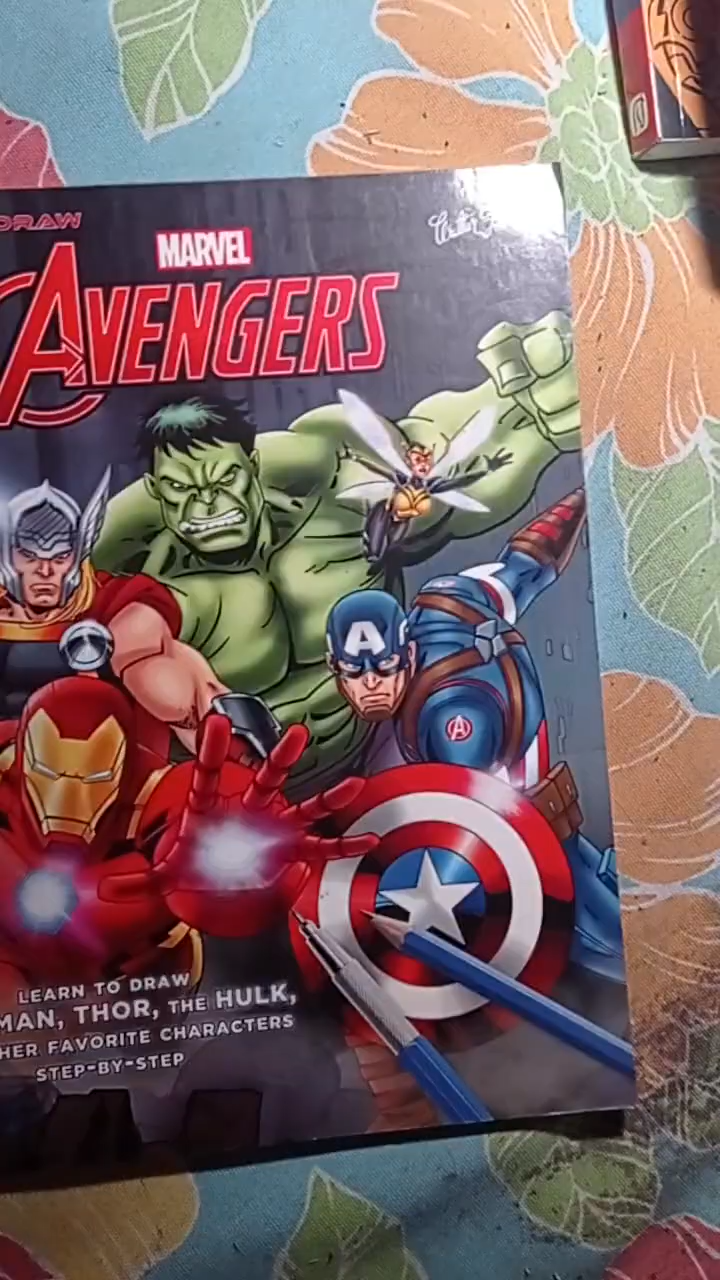 DRAW
MARVEL
AVENGERS
A
A
LEARN TO DRAW
MAN, THOR, THE HULK,
HER FAVORITE CHARACTERS
STEP-BY-STEP